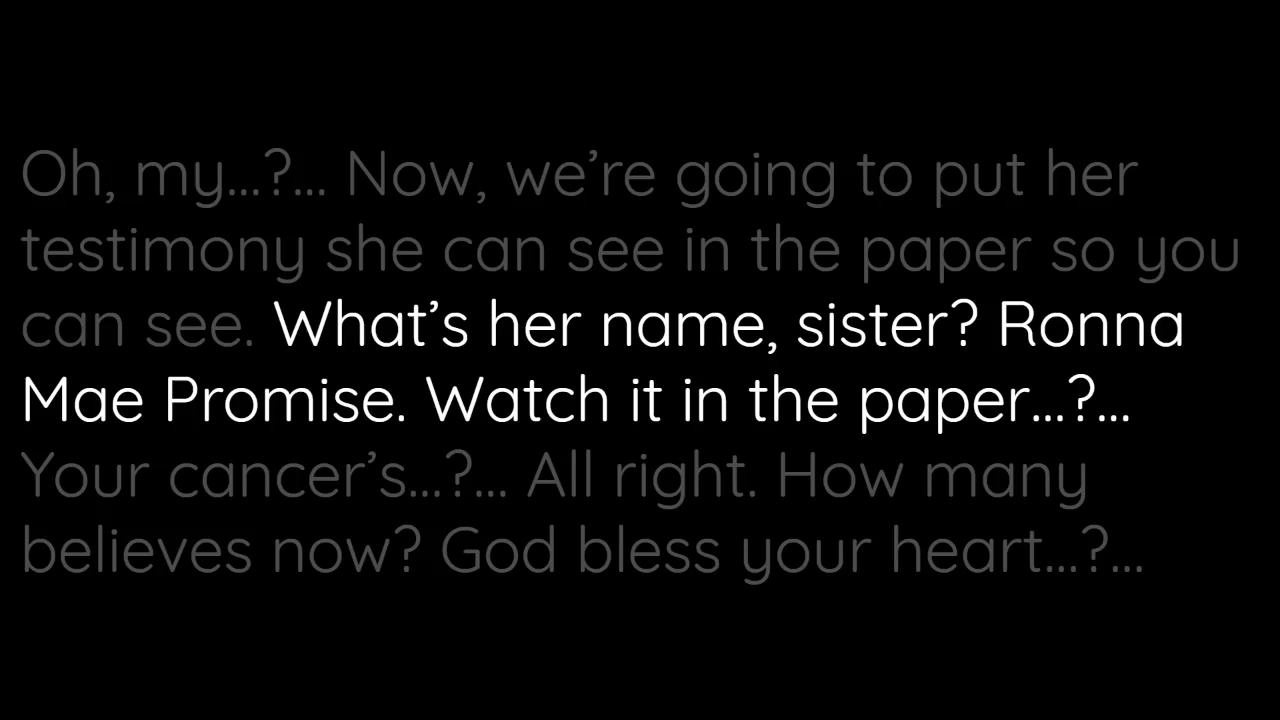 Oh, my...?... Now, we’re going to put her
testimony she can see in the paper so you
can see. What’s her name, sister? Ronna
Mae Promise. Watch it in the paper...?...
Your cancer’s...?... All right. How many
believes now? God bless your heart...?...